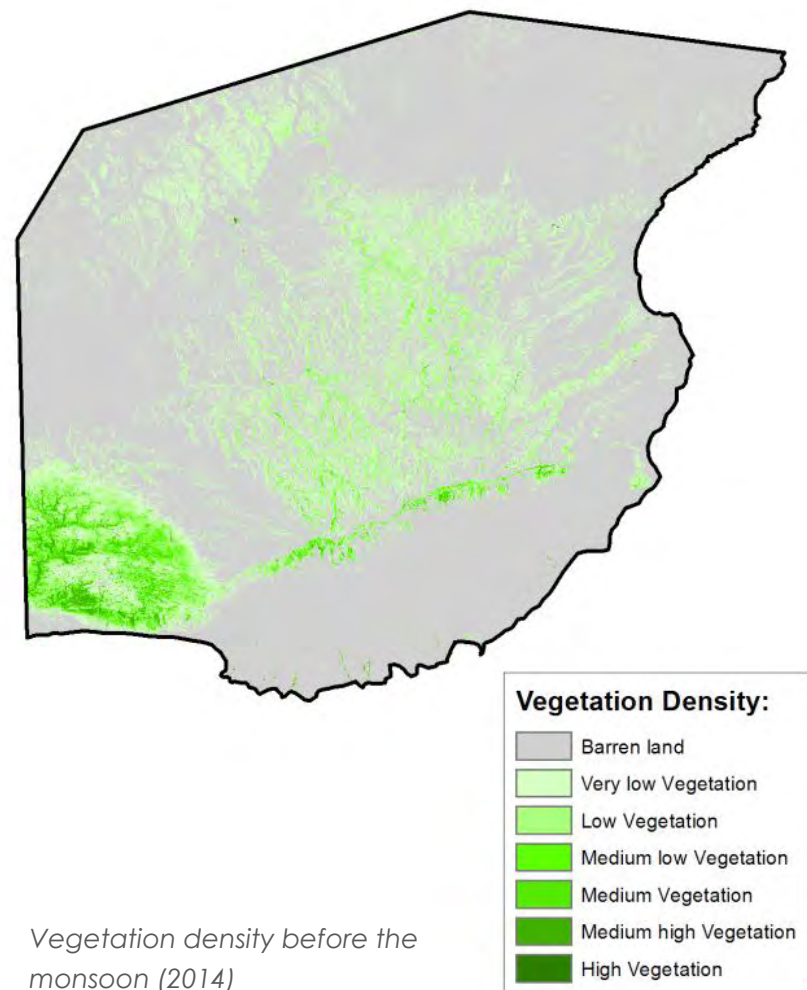 Vegetation Density:
Barren land
Very low Vegetation
Low Vegetation
Medium low Vegetation
Medium Vegetation
Medium high Vegetation
High Vegetation
Vegetation density before the
monsoon (2014)